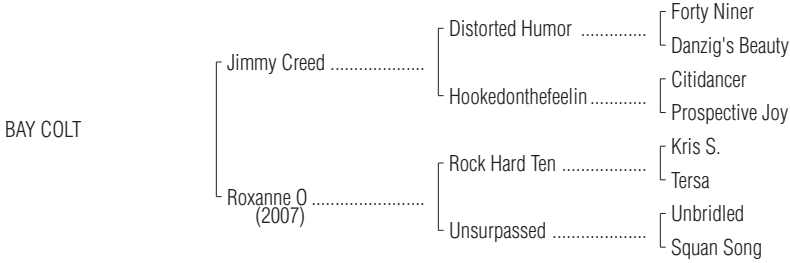 Forty Niner
Distorted Humor ..............
Danzig's Beauty
Jimmy Creed ....................
Citidancer
Hookedonthefeelin ............
Prospective Joy
BAY COLT
Kris S.
Rock Hard Ten ..................
Tersa
Roxanne O ........................
(2007)
Unbridled
Unsurpassed ....................
Squan Song